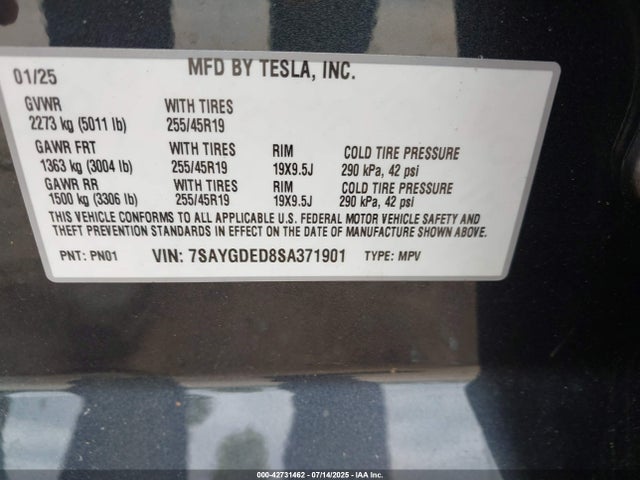 MFD BY TESLA, INC.
01/25
GVWR WITH TIRES
2273 kg (5011 lb) 255/45R19
GAWR FRT WITH TIRES RIM COLD TIRE PRESSURE
1363 kg (3004 lb) 255/45R19 19X9.5J 290 kPa, 42 psi
GAWR RR WITH TIRES RIM COLD TIRE PRESSURE
1500 kg (3306 lb) 255/45R19 19X9.5J 290 kPa, 42 psi
THIS VEHICLE CONFORMS TO ALL APPLICABLE U.S. FEDERAL MOTOR VEHICLE SAFETY AND
THEFT PREVENTION STANDARDS IN EFFECT ON THE DATE OF MANUFACTURE SHOWN ABOVE.
PNT: PN01 VIN: 7SAYGDED8SA371901 TYPE: MPV
000-42731462 | 07/14/2025 | IAA Inc.